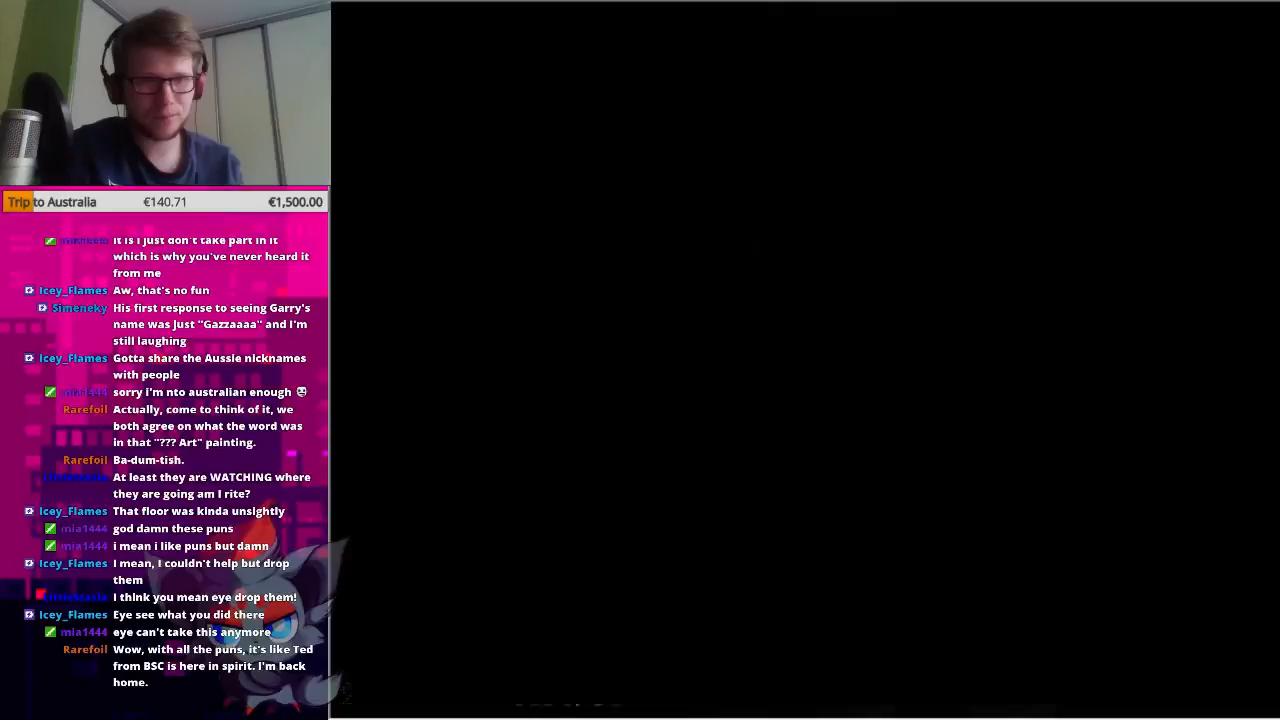 Trip to Australia €140.71 €1,500.00
it is i just don't take part in it
which is why you've never heard it
from me
Icey_Flames Aw, that's no fun
Simeneky His first response to seeing Garry's
name was just "Gazzaaaa" and I'm
still laughing
Icey_Flames Gotta share the Aussie nicknames
with people
mia1444 sorry i'm nto australian enough
Rarefoil Actually, come to think of it, we
both agree on what the word was
in that "??? Art" painting.
Rarefoil Ba-dum-tish.
At least they are WATCHING where
they are going am I rite?
Icey_Flames That floor was kinda unsightly
mia1444 god damn these puns
mia1444 i mean i like puns but damn
Icey_Flames I mean, I couldn't help but drop
them
I think you mean eye drop them!
Icey_Flames Eye see what you did there
mia1444 eye can't take this anymore
Rarefoil Wow, with all the puns, it's like Ted
from BSC is here in spirit. I'm back
home.